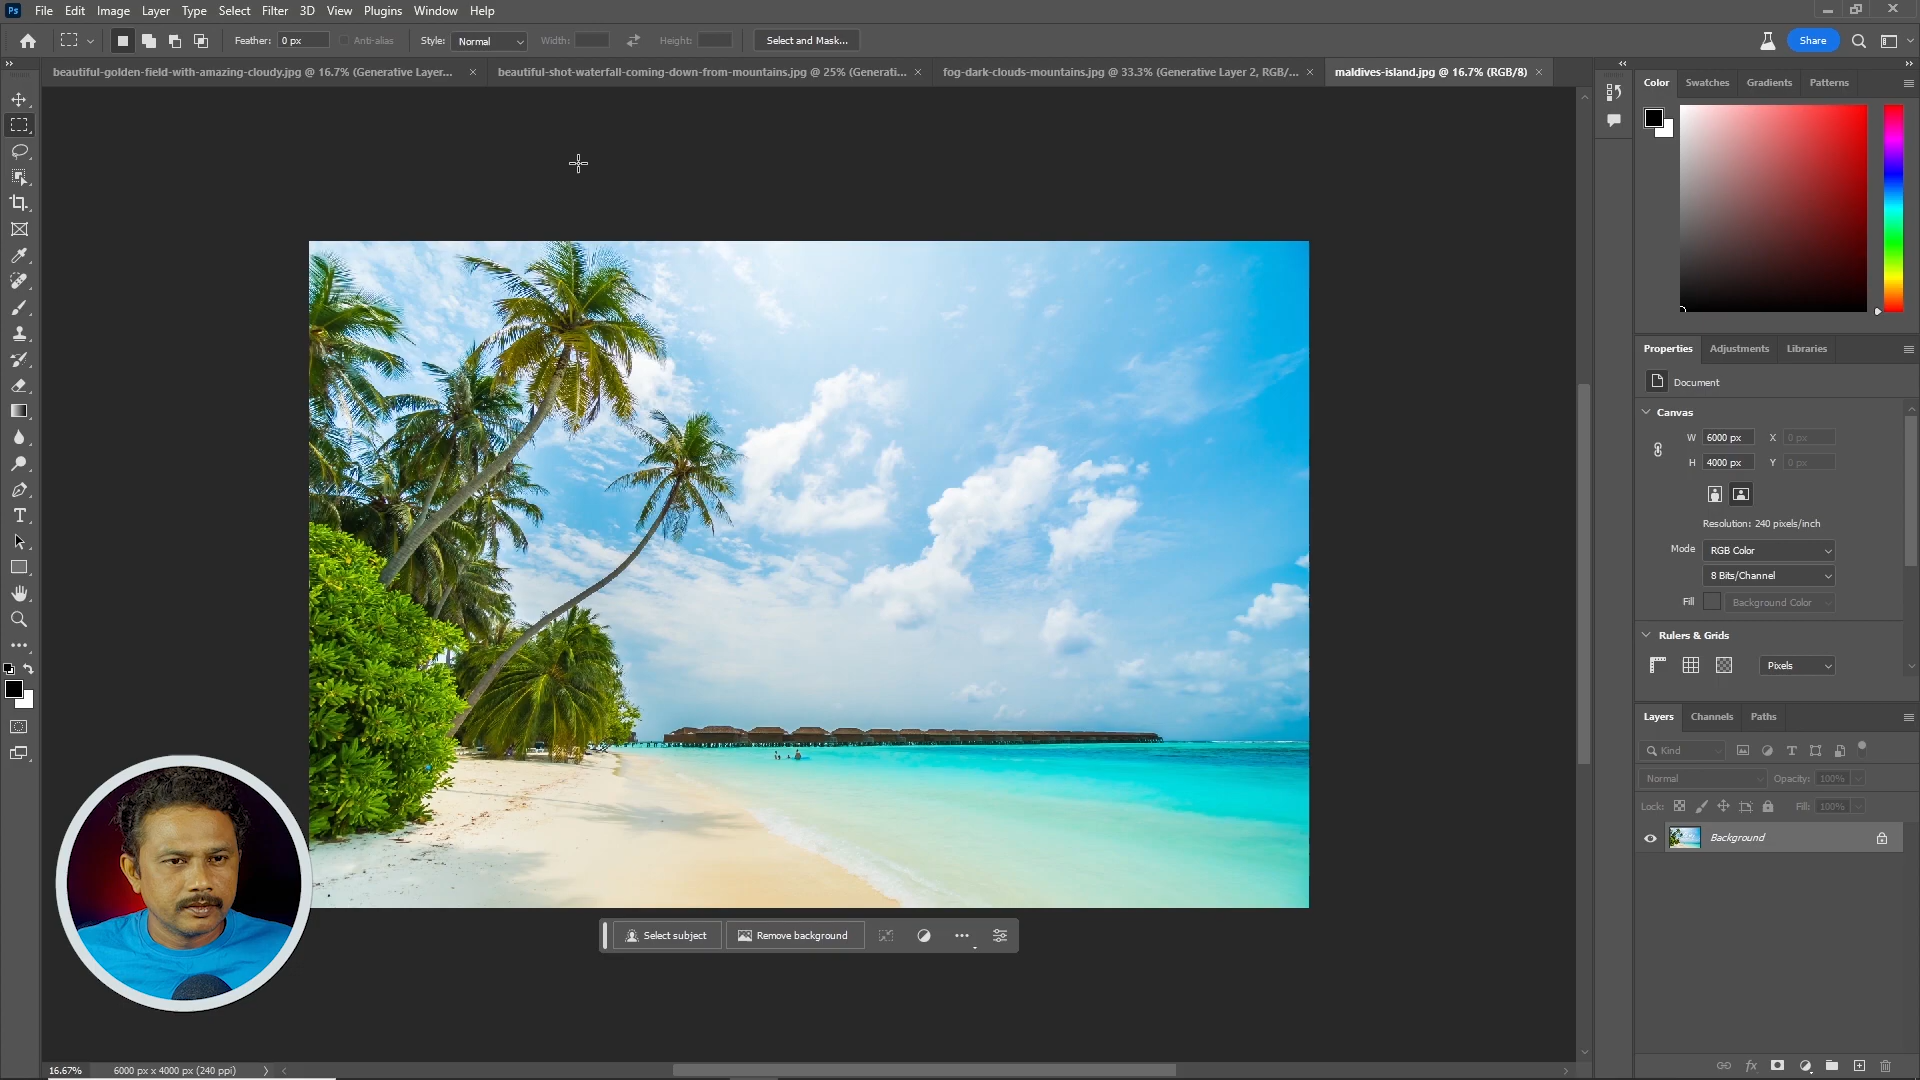 Ps File Edit Image Layer Type Select Filter 3D View Plugins Window Help
Feather: 0 px Anti-alias Style: Normal Width: Height: Select and Mask... Share
beautiful-golden-field-with-amazing-cloudy.jpg @ 16.7% (Generative Layer... × beautiful-shot-waterfall-coming-down-from-mountains.jpg @ 25% (Generati... × fog-dark-clouds-mountains.jpg @ 33.3% (Generative Layer 2, RGB/... × maldives-island.jpg @ 16.7% (RGB/8) ×
Color Swatches Gradients Patterns
Properties Adjustments Libraries
Document
Canvas
W 6000 px X 0 px
H 4000 px Y 0 px
Resolution: 240 pixels/inch
Mode RGB Color
8 Bits/Channel
Fill Background Color
Rulers & Grids
Pixels
Layers Channels Paths
Kind
Normal Opacity: 100%
Lock: Fill: 100%
Background
Select subject Remove background
16.67% 6000 px x 4000 px (240 ppi)